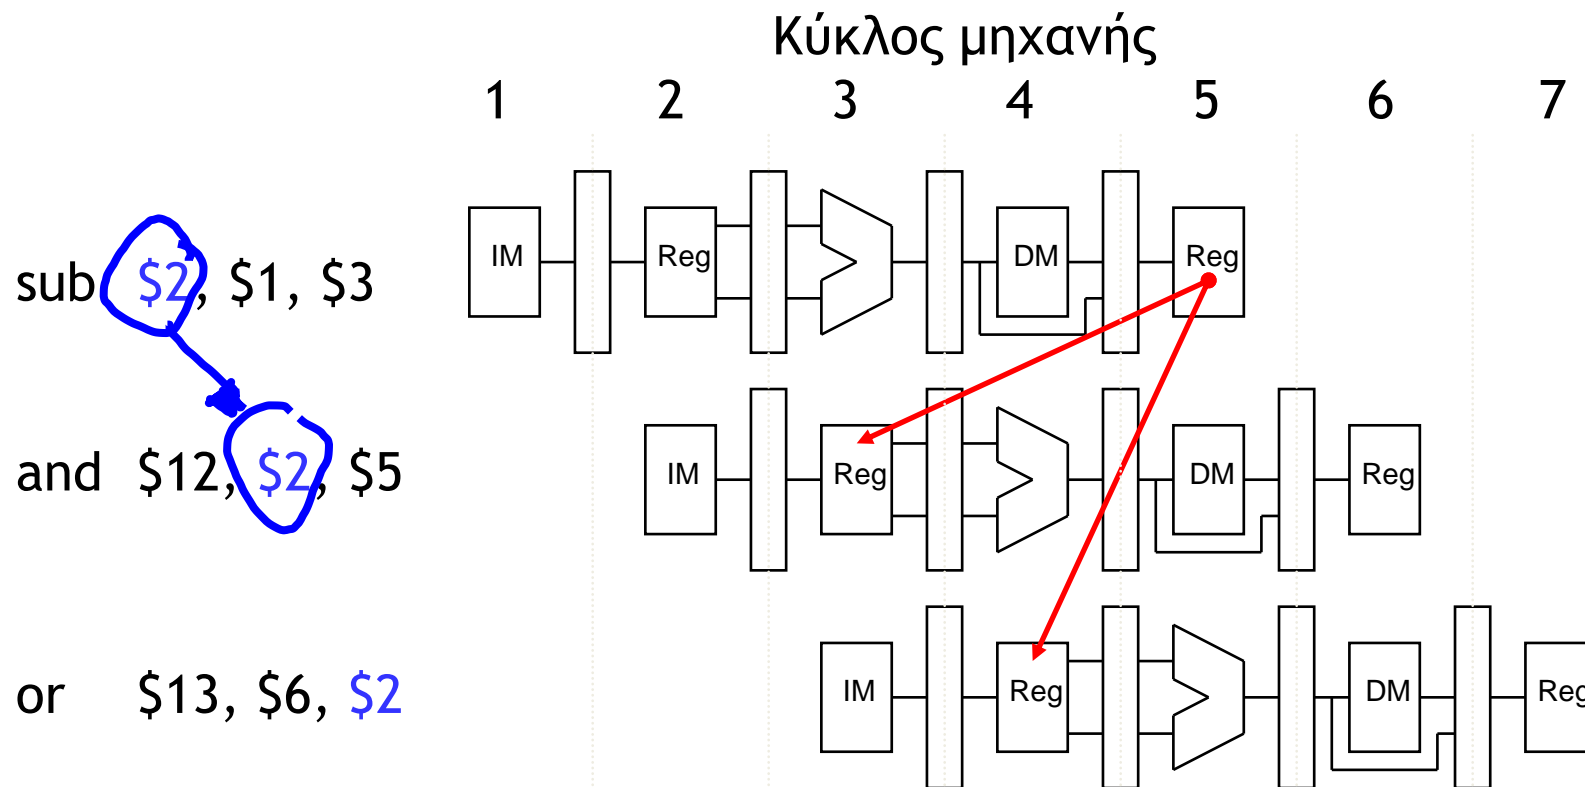 Κύκλος μηχανής
1 2 3 4 5 6 7
sub $2, $1, $3 IM Reg DM Reg
and $12, $2, $5 IM Reg DM Reg
or $13, $6, $2 IM Reg DM Reg